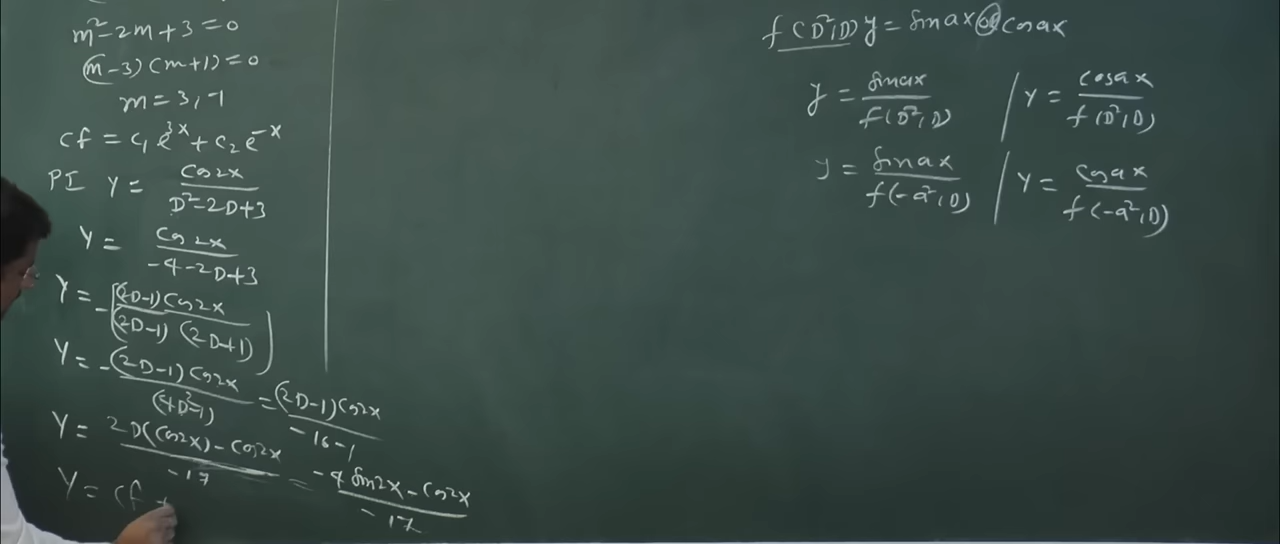 m²-2m+3=0
(m-3)(m+1)=0
m=3,-1
Cf = C₁e³ˣ+C₂e⁻ˣ
PI Y = Cos2x / D²-2D+3
Y = Cos2x / -4-2D+3
Y = -[(2D-1)Cos2x / (2D-1)(2D+1)]
Y = -(2D-1)Cos2x / (4D²-1) = (2D-1)Cos2x / -16-1
Y = 2D(Cos2x)-Cos2x / -17 = -4Sin2x-Cos2x / -17
Y = Cf +
f(D²,D)y = Sinax or Cosax
y = Sinax / f(D²,D) | Y = Cosax / f(D²,D)
y = Sinax / f(-a²,D) | Y = Cosax / f(-a²,D)